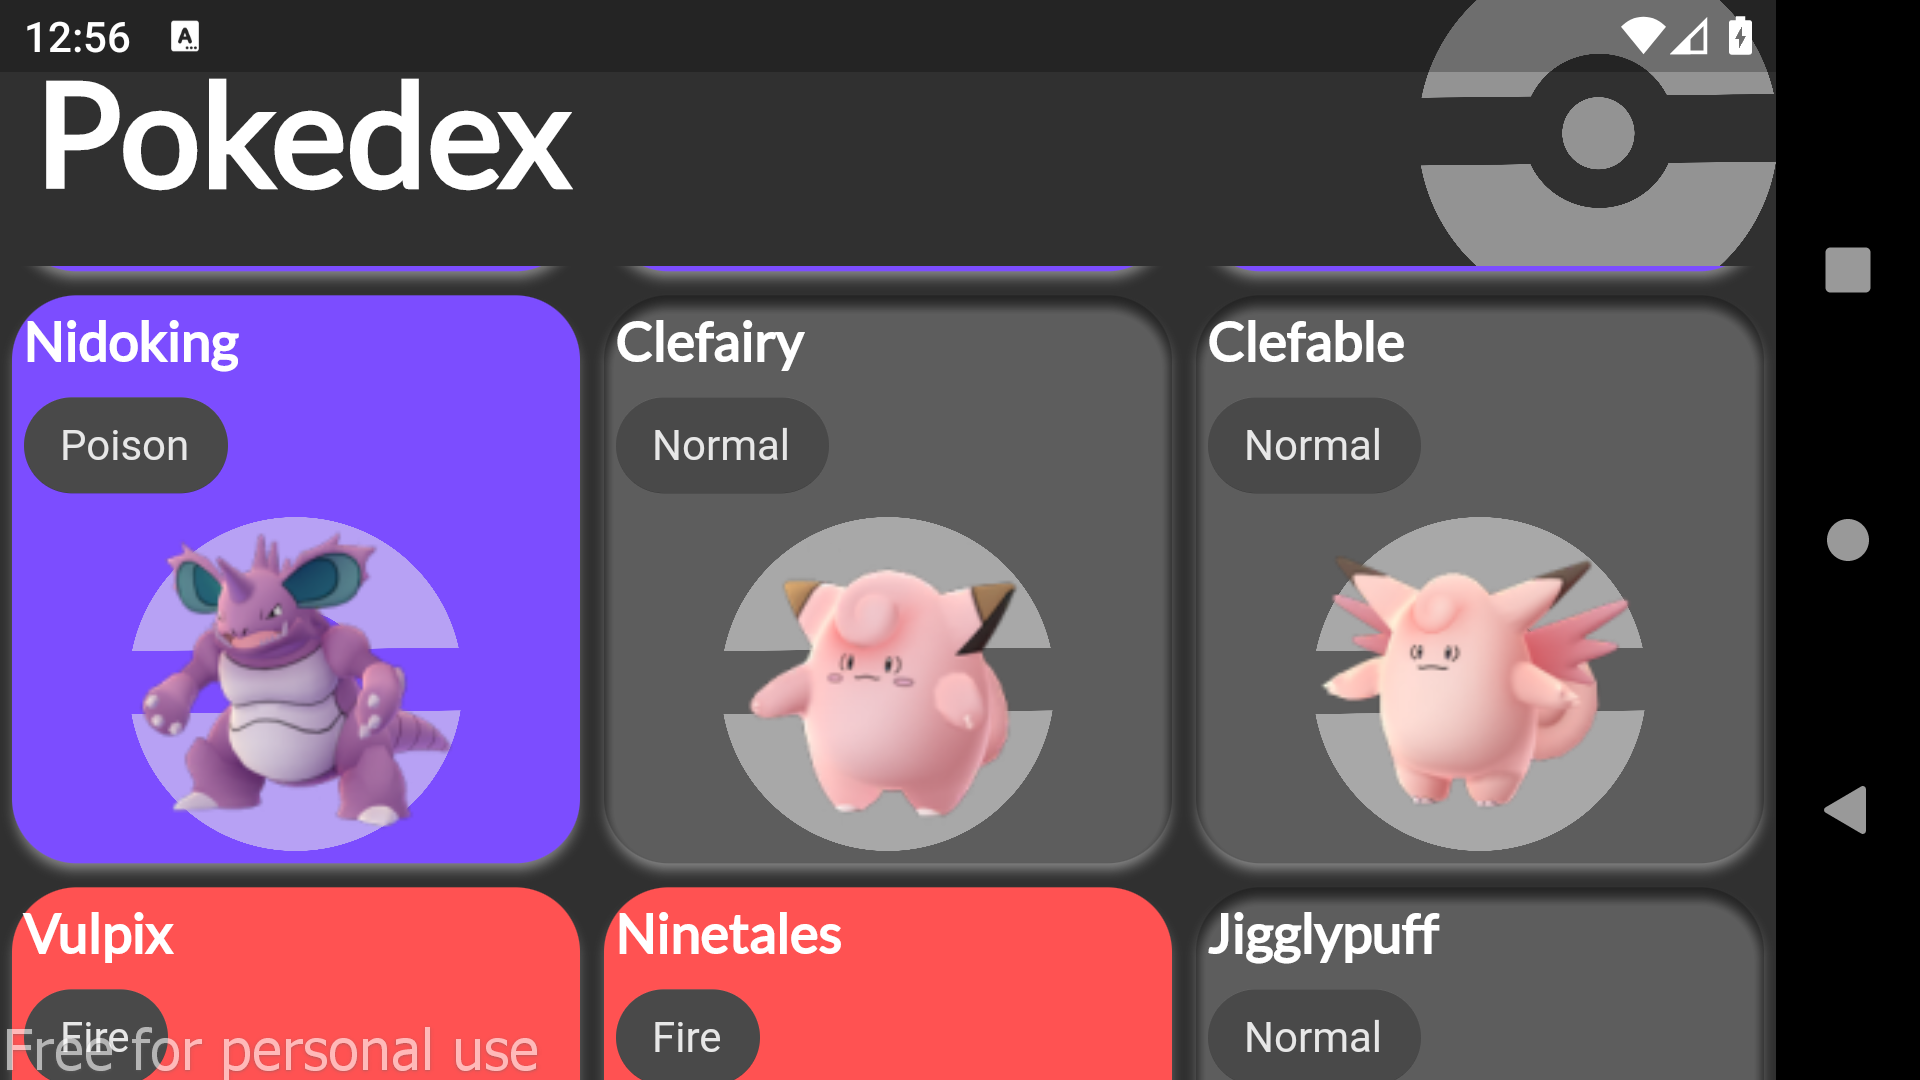 12:56
Pokedex
Nidoking
Poison
Clefairy
Normal
Clefable
Normal
Vulpix
Fire
Ninetales
Fire
Jigglypuff
Normal
Free for personal use